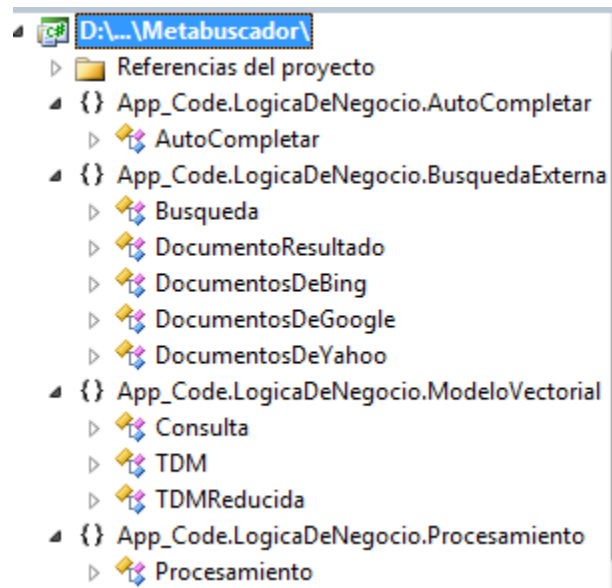 D:\...\Metabuscador\
Referencias del proyecto
{} App_Code.LogicaDeNegocio.AutoCompletar
AutoCompletar
{} App_Code.LogicaDeNegocio.BusquedaExterna
Busqueda
DocumentoResultado
DocumentosDeBing
DocumentosDeGoogle
DocumentosDeYahoo
{} App_Code.LogicaDeNegocio.ModeloVectorial
Consulta
TDM
TDMReducida
{} App_Code.LogicaDeNegocio.Procesamiento
Procesamiento